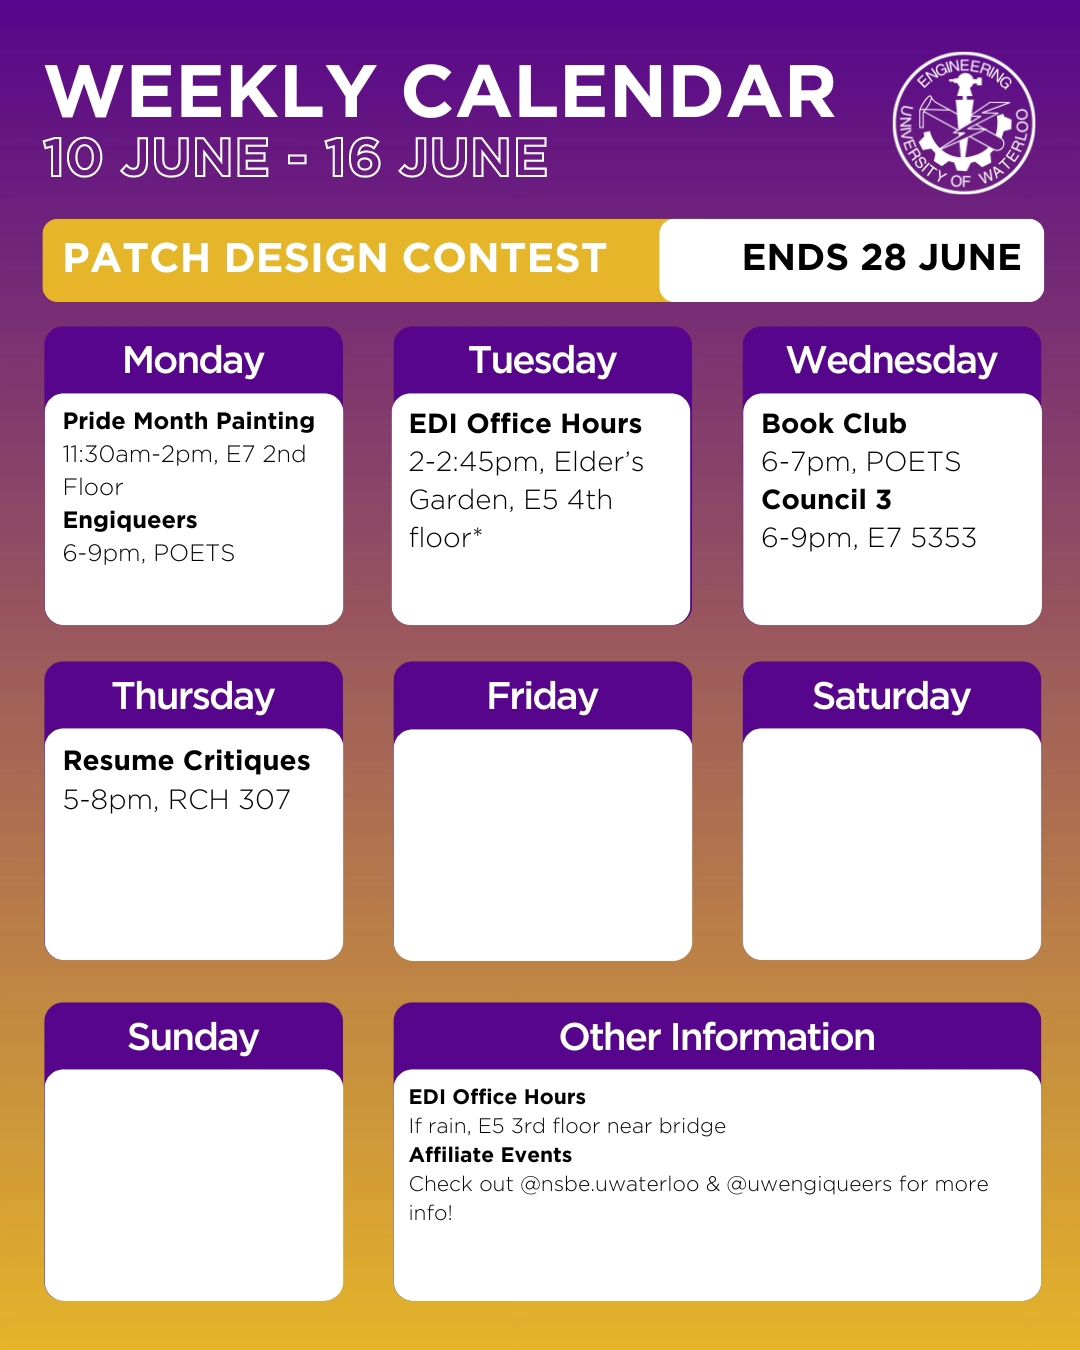 WEEKLY CALENDAR
10 JUNE - 16 JUNE
ENGINEERING
UNIVERSITY OF WATERLOO
PATCH DESIGN CONTEST
ENDS 28 JUNE
Monday
Pride Month Painting
11:30am-2pm, E7 2nd
Floor
Engiqueers
6-9pm, POETS
Tuesday
EDI Office Hours
2-2:45pm, Elder’s
Garden, E5 4th
floor*
Wednesday
Book Club
6-7pm, POETS
Council 3
6-9pm, E7 5353
Thursday
Resume Critiques
5-8pm, RCH 307
Friday
Saturday
Sunday
Other Information
EDI Office Hours
If rain, E5 3rd floor near bridge
Affiliate Events
Check out @nsbe.uwaterloo & @uwengiqueers for more
info!